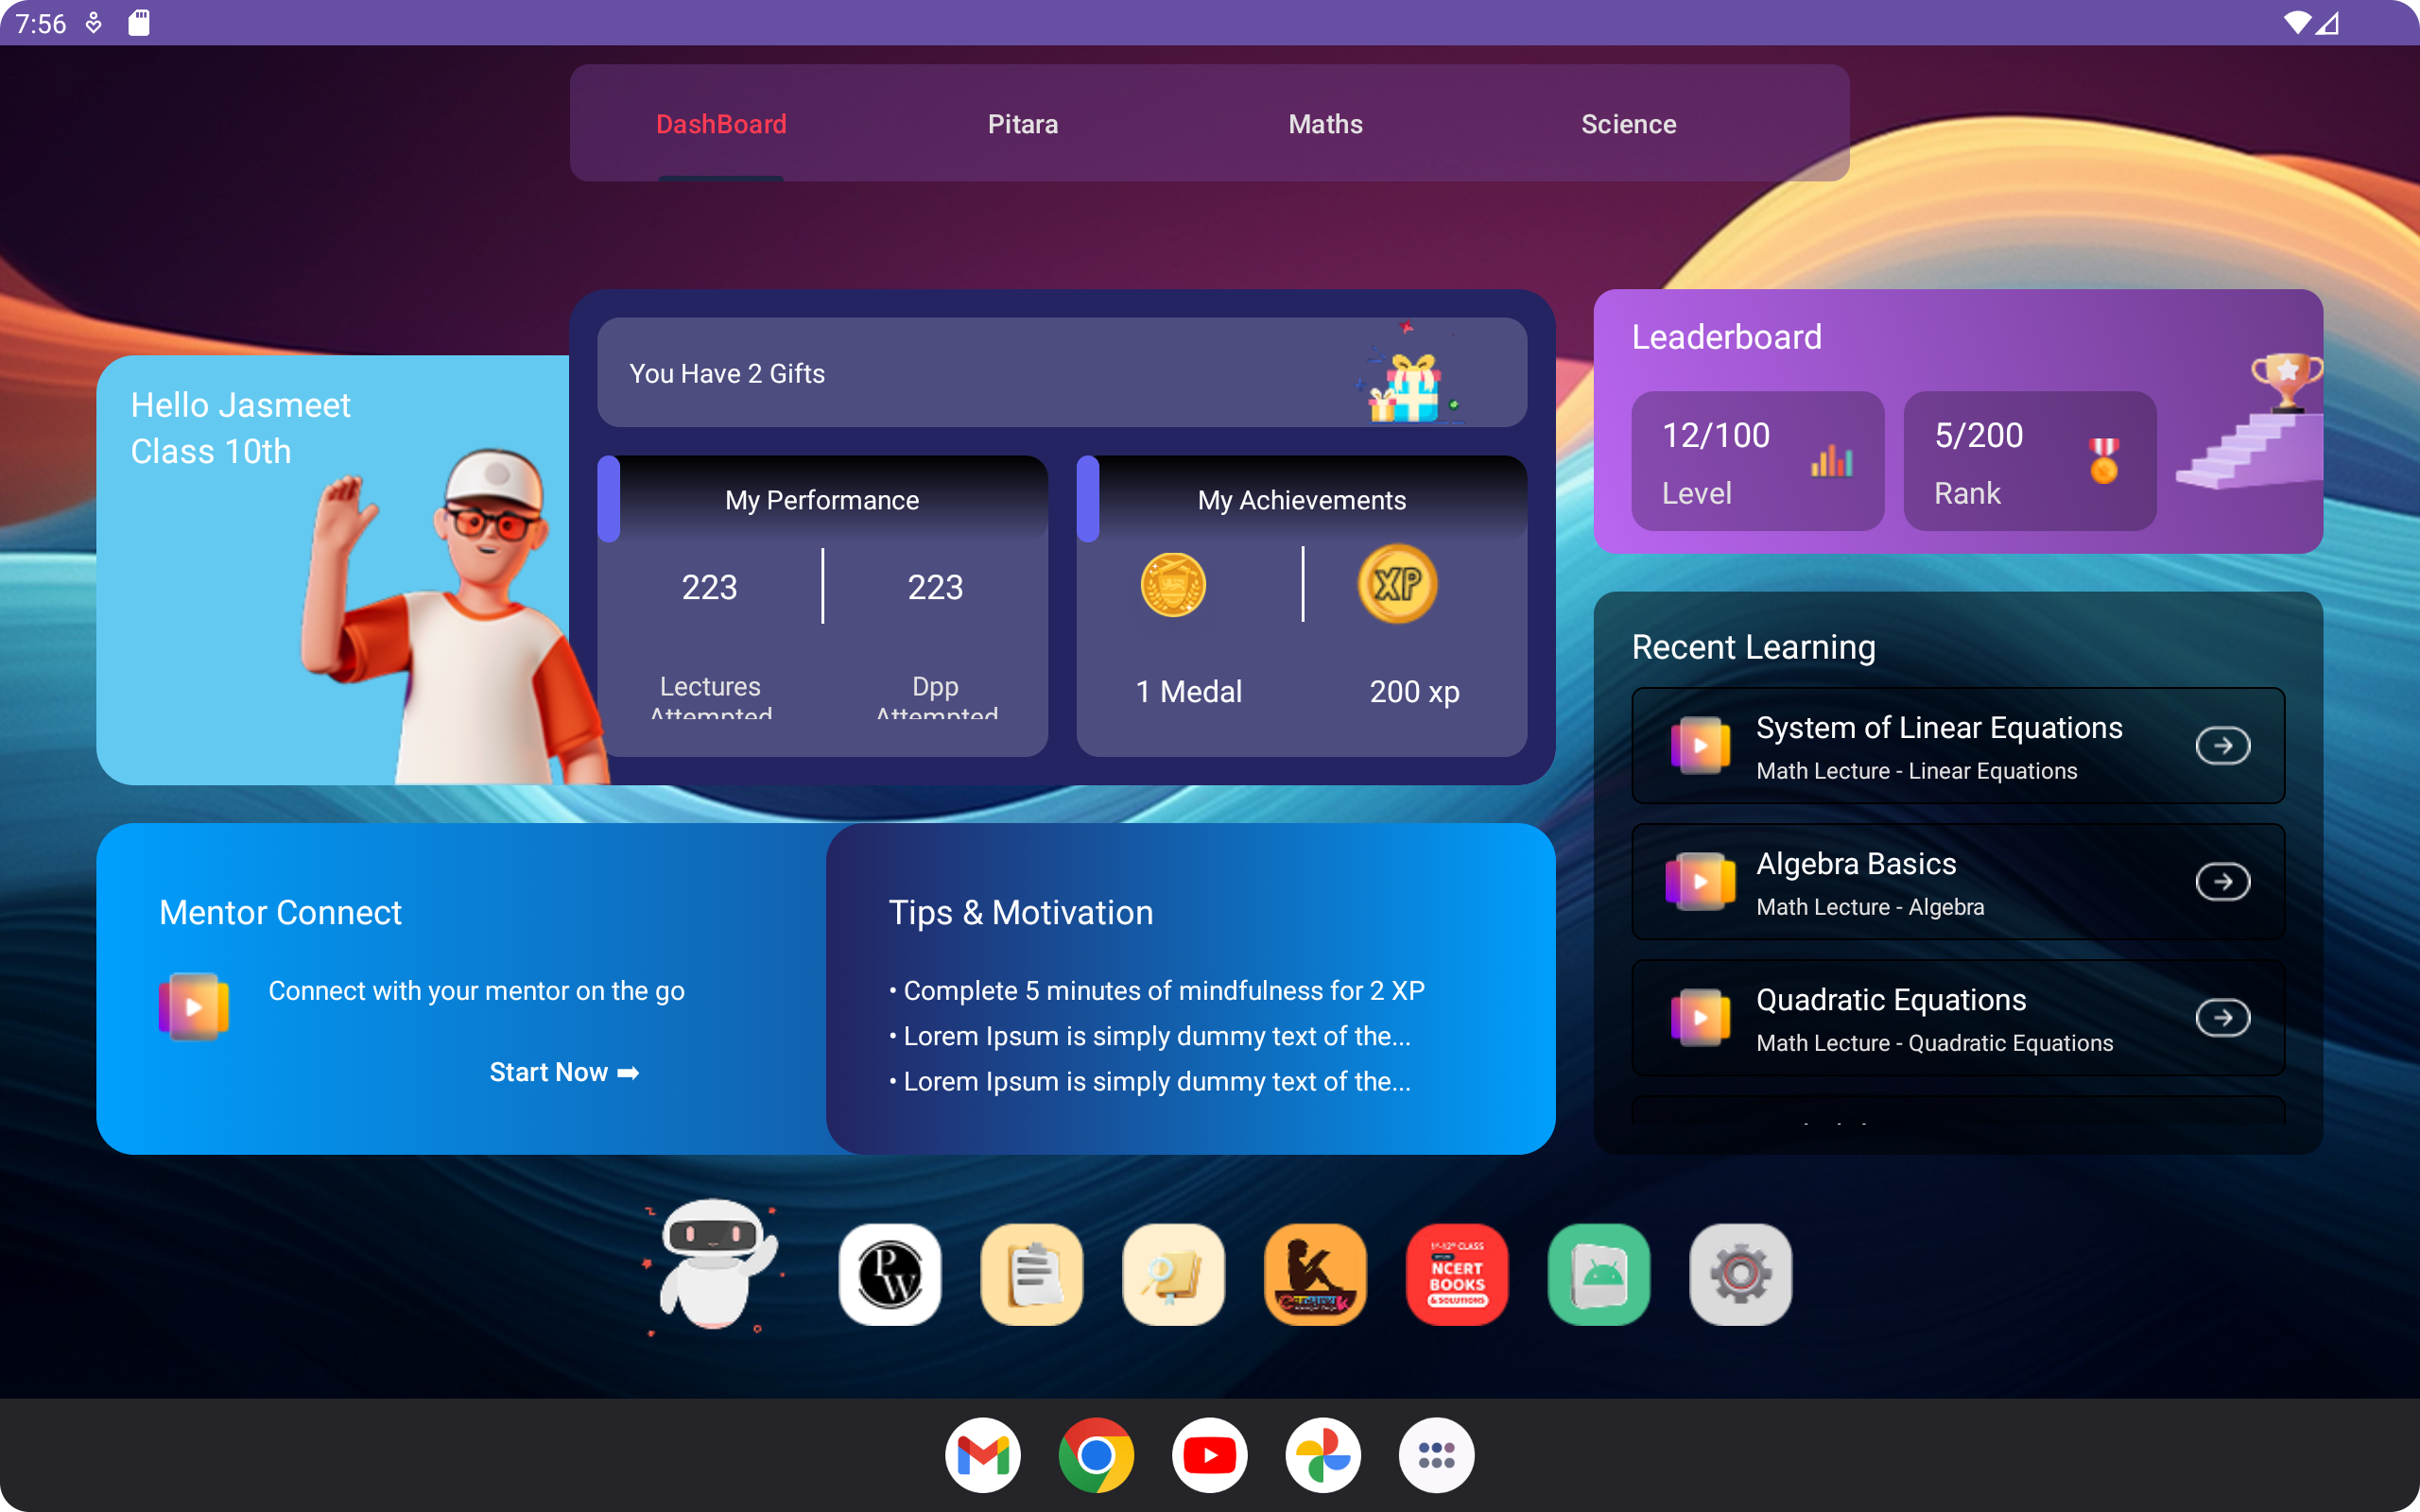 7:56
DashBoard
Pitara
Maths
Science
Hello Jasmeet
Class 10th
You Have 2 Gifts
My Performance
223
223
Lectures
Attempted
Dpp
Attempted
My Achievements
XP
1 Medal
200 xp
Leaderboard
12/100
Level
5/200
Rank
Recent Learning
System of Linear Equations
Math Lecture - Linear Equations
Algebra Basics
Math Lecture - Algebra
Quadratic Equations
Math Lecture - Quadratic Equations
Mentor Connect
Connect with your mentor on the go
Start Now ➡
Tips & Motivation
• Complete 5 minutes of mindfulness for 2 XP
• Lorem Ipsum is simply dummy text of the...
• Lorem Ipsum is simply dummy text of the...
PW
1st-12th CLASS
NCERT
BOOKS
& SOLUTIONS